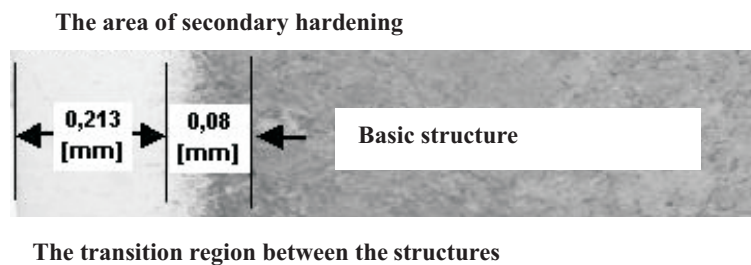 The area of secondary hardening
0,213
[mm]
0,08
[mm]
Basic structure
The transition region between the structures